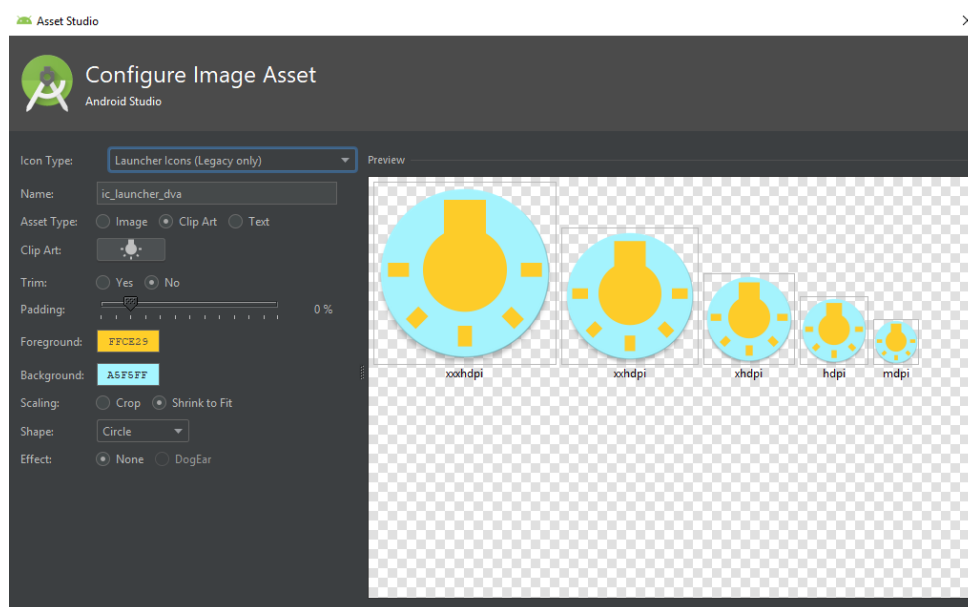 Asset Studio
Configure Image Asset
Android Studio
Icon Type: Launcher Icons (Legacy only)
Preview
Name: ic_launcher_dva
Asset Type: Image Clip Art Text
Clip Art:
Trim: Yes No
Padding: 0 %
Foreground: FFCE29
Background: A5F5FF
Scaling: Crop Shrink to Fit
Shape: Circle
Effect: None DogEar
xxxhdpi xxhdpi xhdpi hdpi mdpi